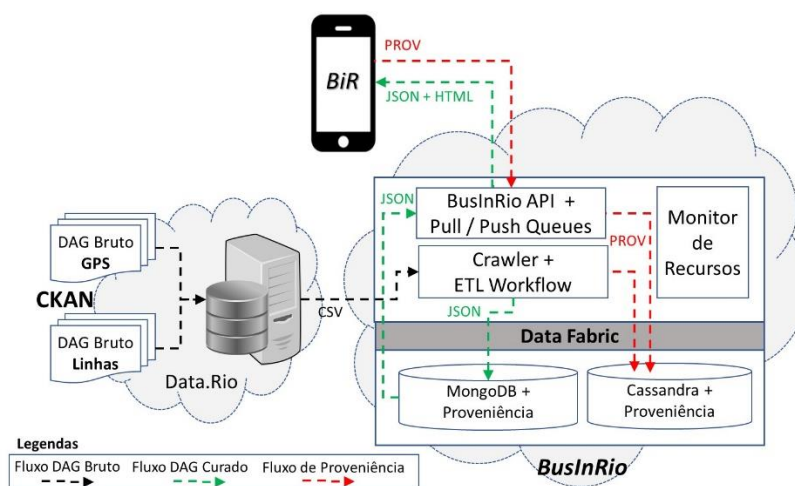 PROV
BiR
JSON + HTML
JSON
BusInRio API +
Pull / Push Queues
Monitor
de
Recursos
PROV
DAG Bruto
GPS
CKAN
Crawler +
ETL Workflow
CSV
DAG Bruto
Linhas
JSON
Data Fabric
Data.Rio
MongoDB +
Proveniência
Cassandra +
Proveniência
BusInRio
Legendas
Fluxo DAG Bruto
Fluxo DAG Curado
Fluxo de Proveniência